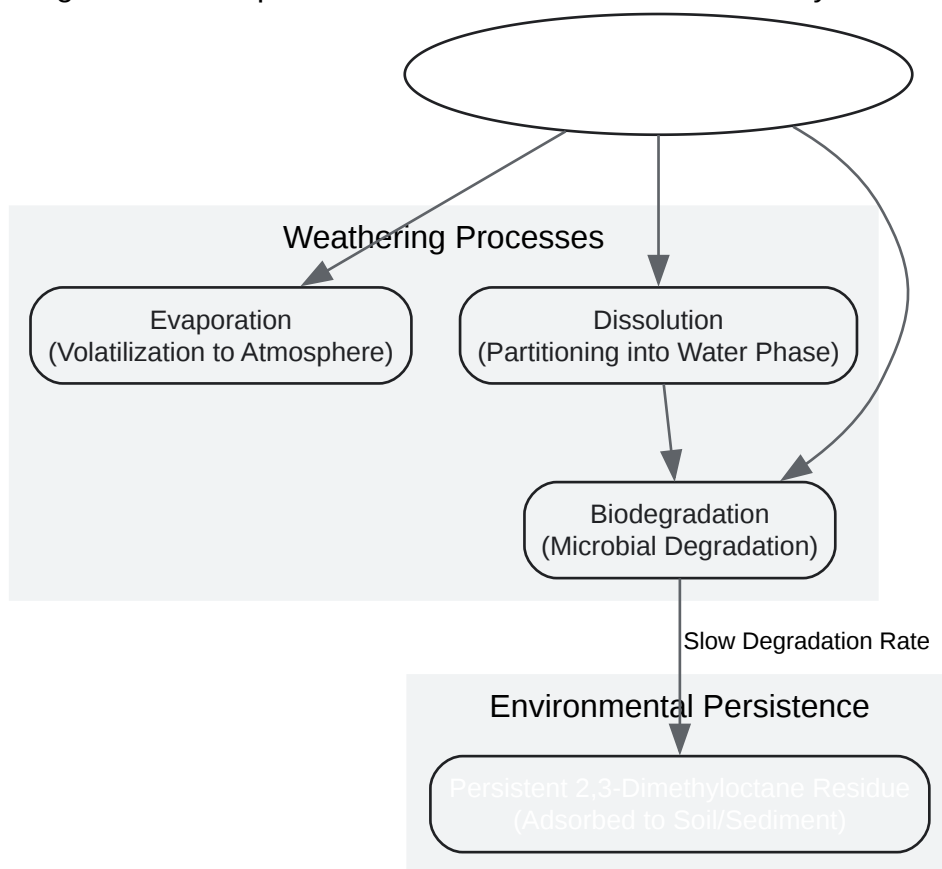 Weathering Processes
Evaporation
(Volatilization to Atmosphere)
Dissolution
(Partitioning into Water Phase)
Biodegradation
(Microbial Degradation)
Slow Degradation Rate
Environmental Persistence
Persistent 2,3-Dimethyloctane Residue
(Adsorbed to Soil/Sediment)